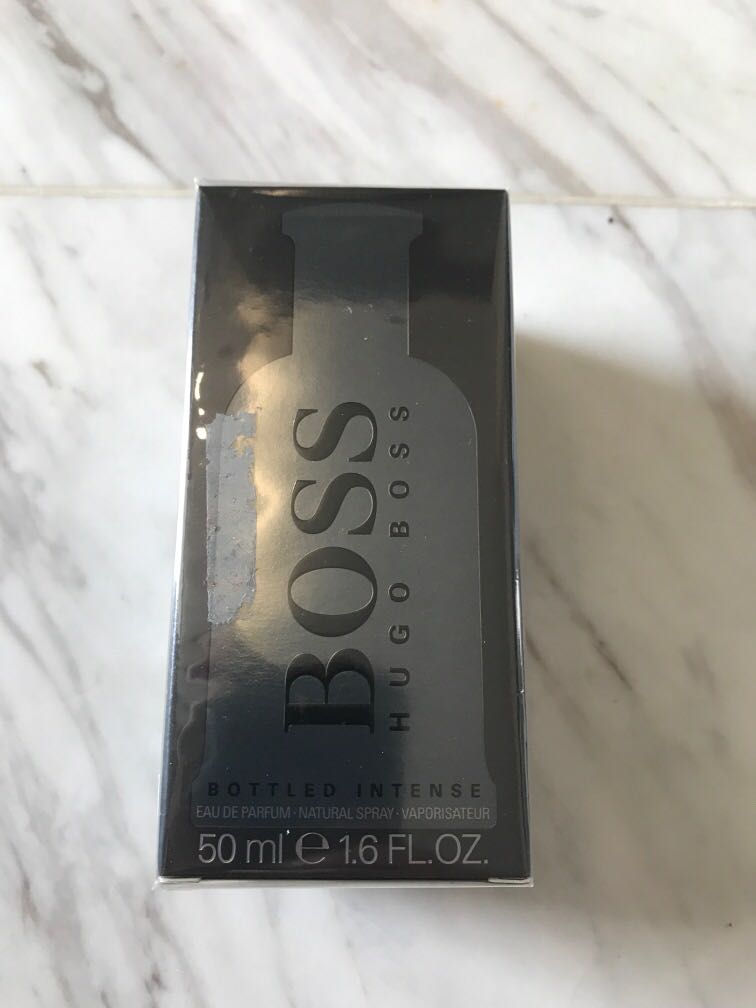 BOSS
HUGO BOSS
BOTTLED INTENSE
EAU DE PARFUM · NATURAL SPRAY · VAPORISATEUR
50 ml ℮ 1.6 FL.OZ.